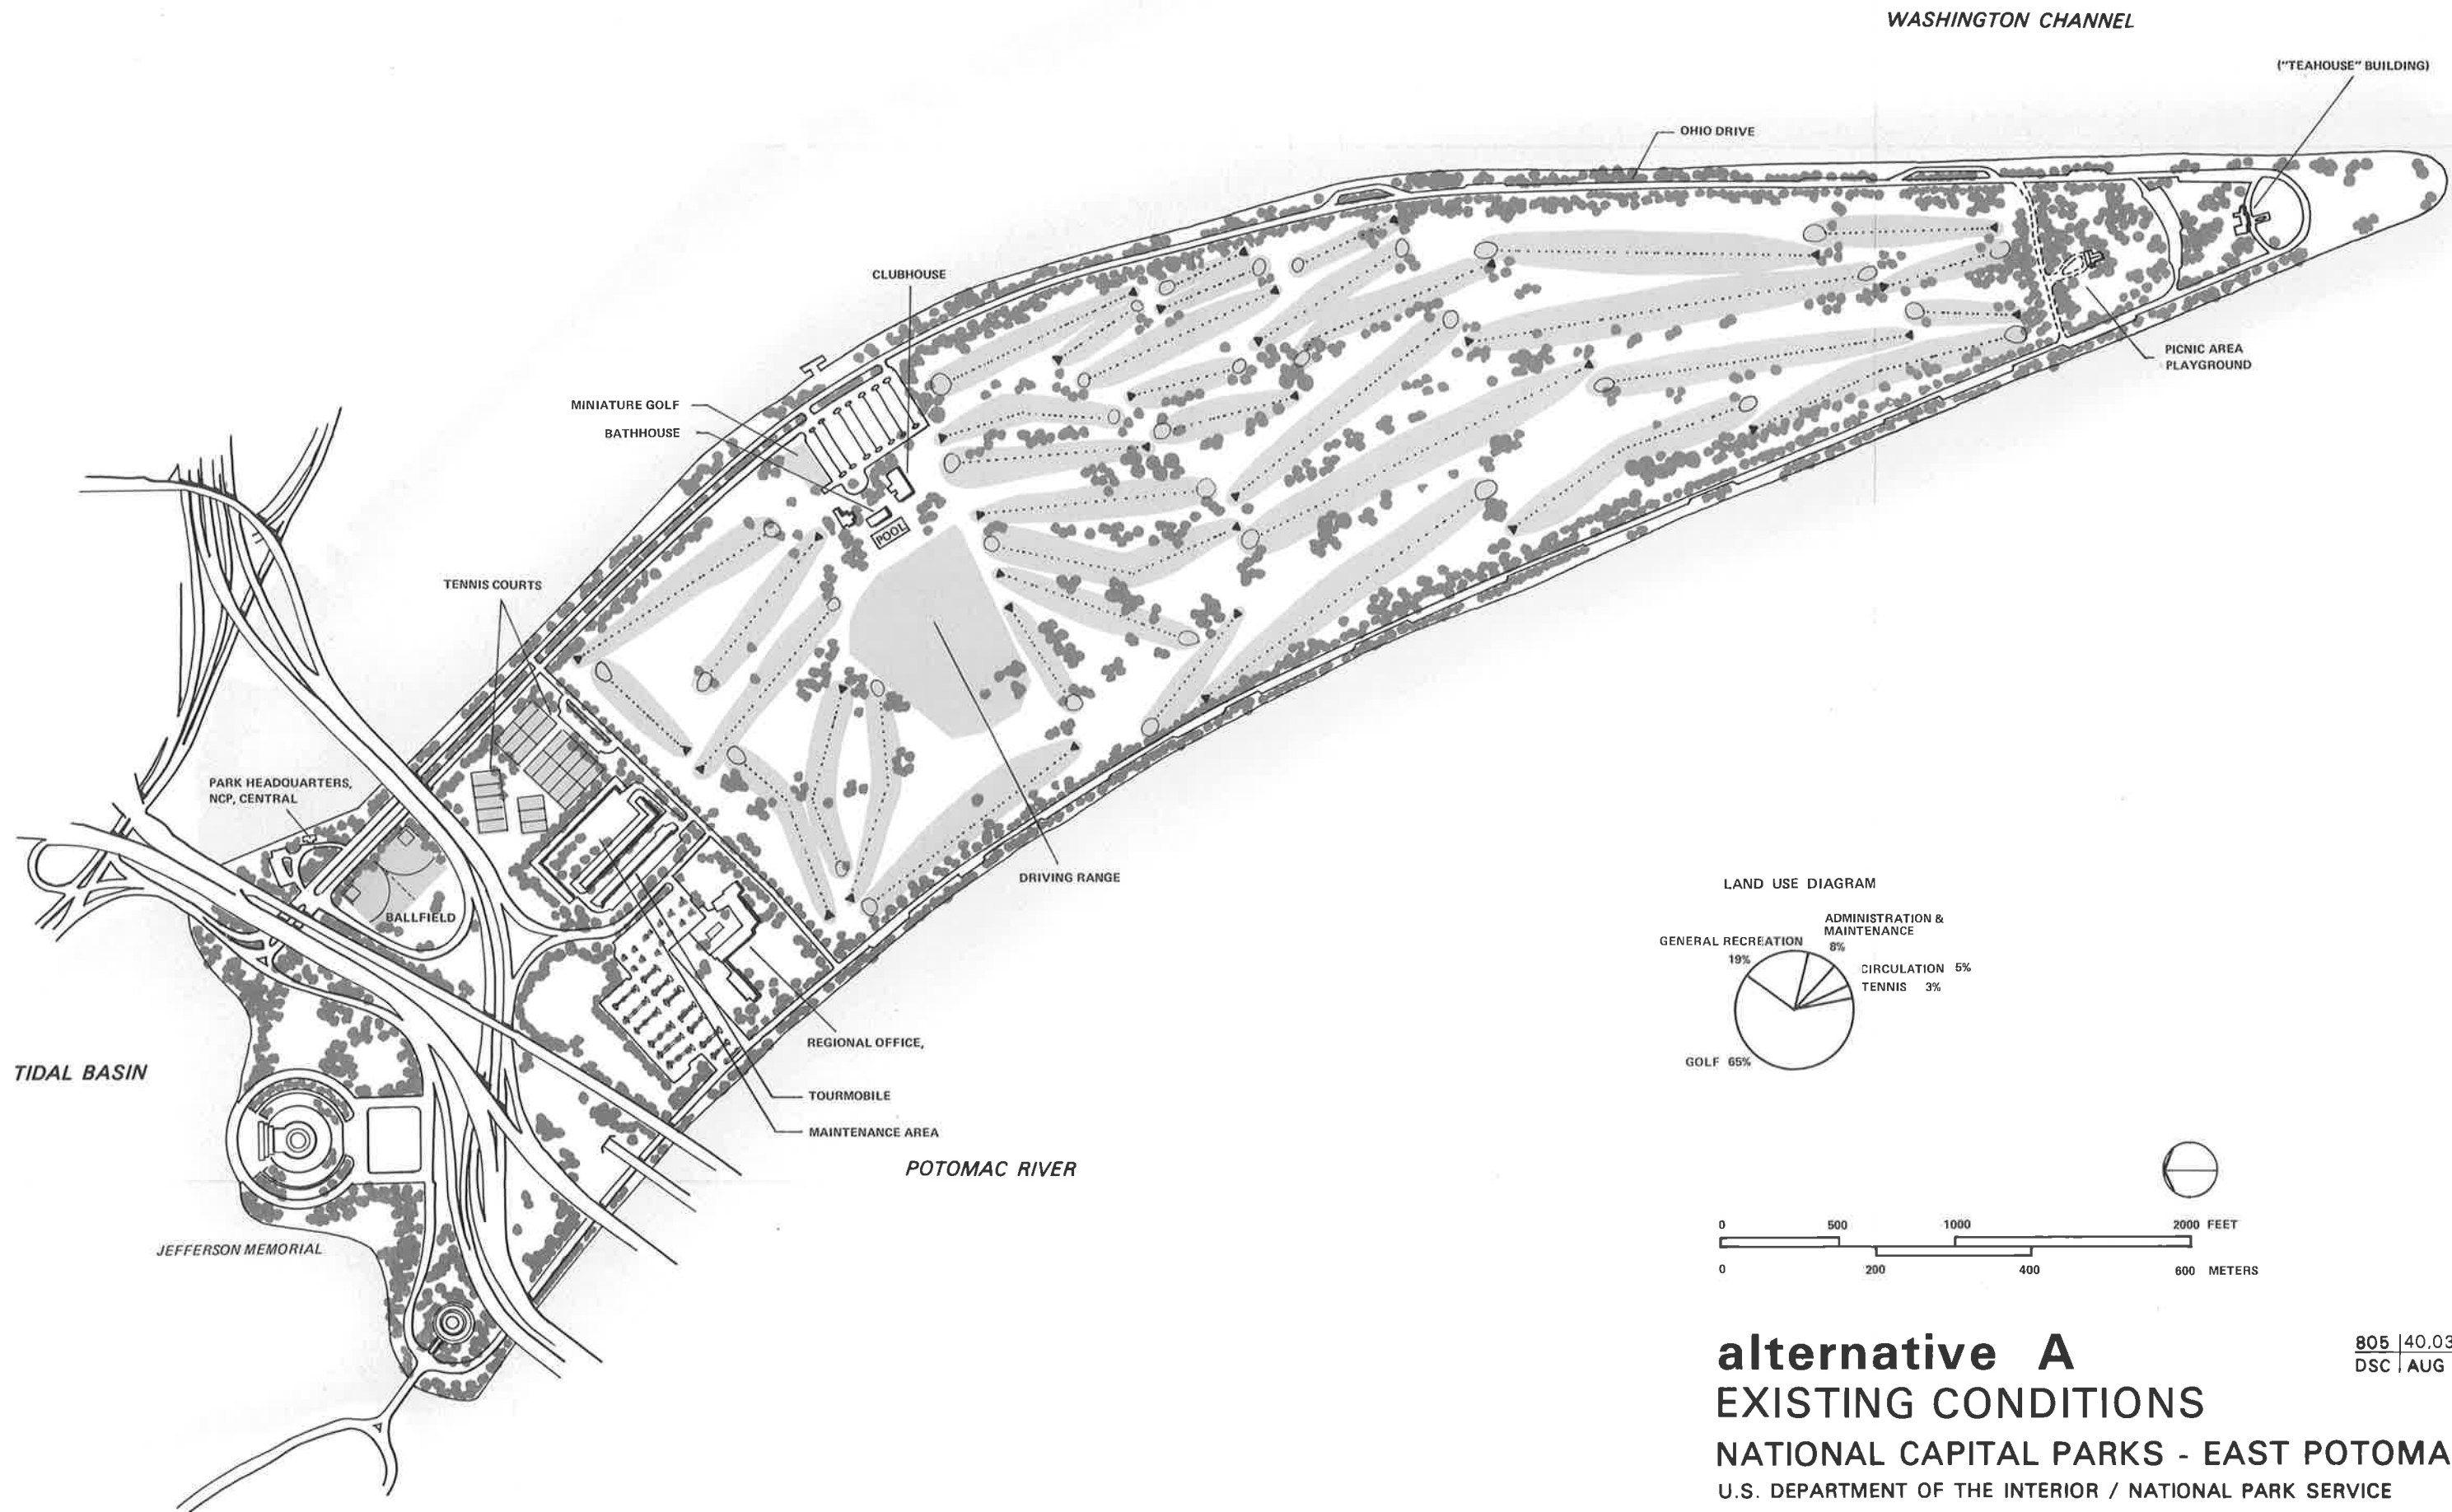 WASHINGTON CHANNEL
("TEAHOUSE" BUILDING)
OHIO DRIVE
CLUBHOUSE
PICNIC AREA
PLAYGROUND
MINIATURE GOLF
BATHHOUSE
POOL
TENNIS COURTS
PARK HEADQUARTERS,
NCP, CENTRAL
DRIVING RANGE
BALLFIELD
LAND USE DIAGRAM
ADMINISTRATION &
MAINTENANCE
8%
GENERAL RECREATION
19%
CIRCULATION 5%
TENNIS 3%
GOLF 65%
REGIONAL OFFICE,
TIDAL BASIN
TOURMOBILE
MAINTENANCE AREA
POTOMAC RIVER
JEFFERSON MEMORIAL
0 500 1000 2000 FEET
0 200 400 600 METERS
alternative A
805 40,03
DSC AUG
EXISTING CONDITIONS
NATIONAL CAPITAL PARKS - EAST POTOMA
U.S. DEPARTMENT OF THE INTERIOR / NATIONAL PARK SERVICE